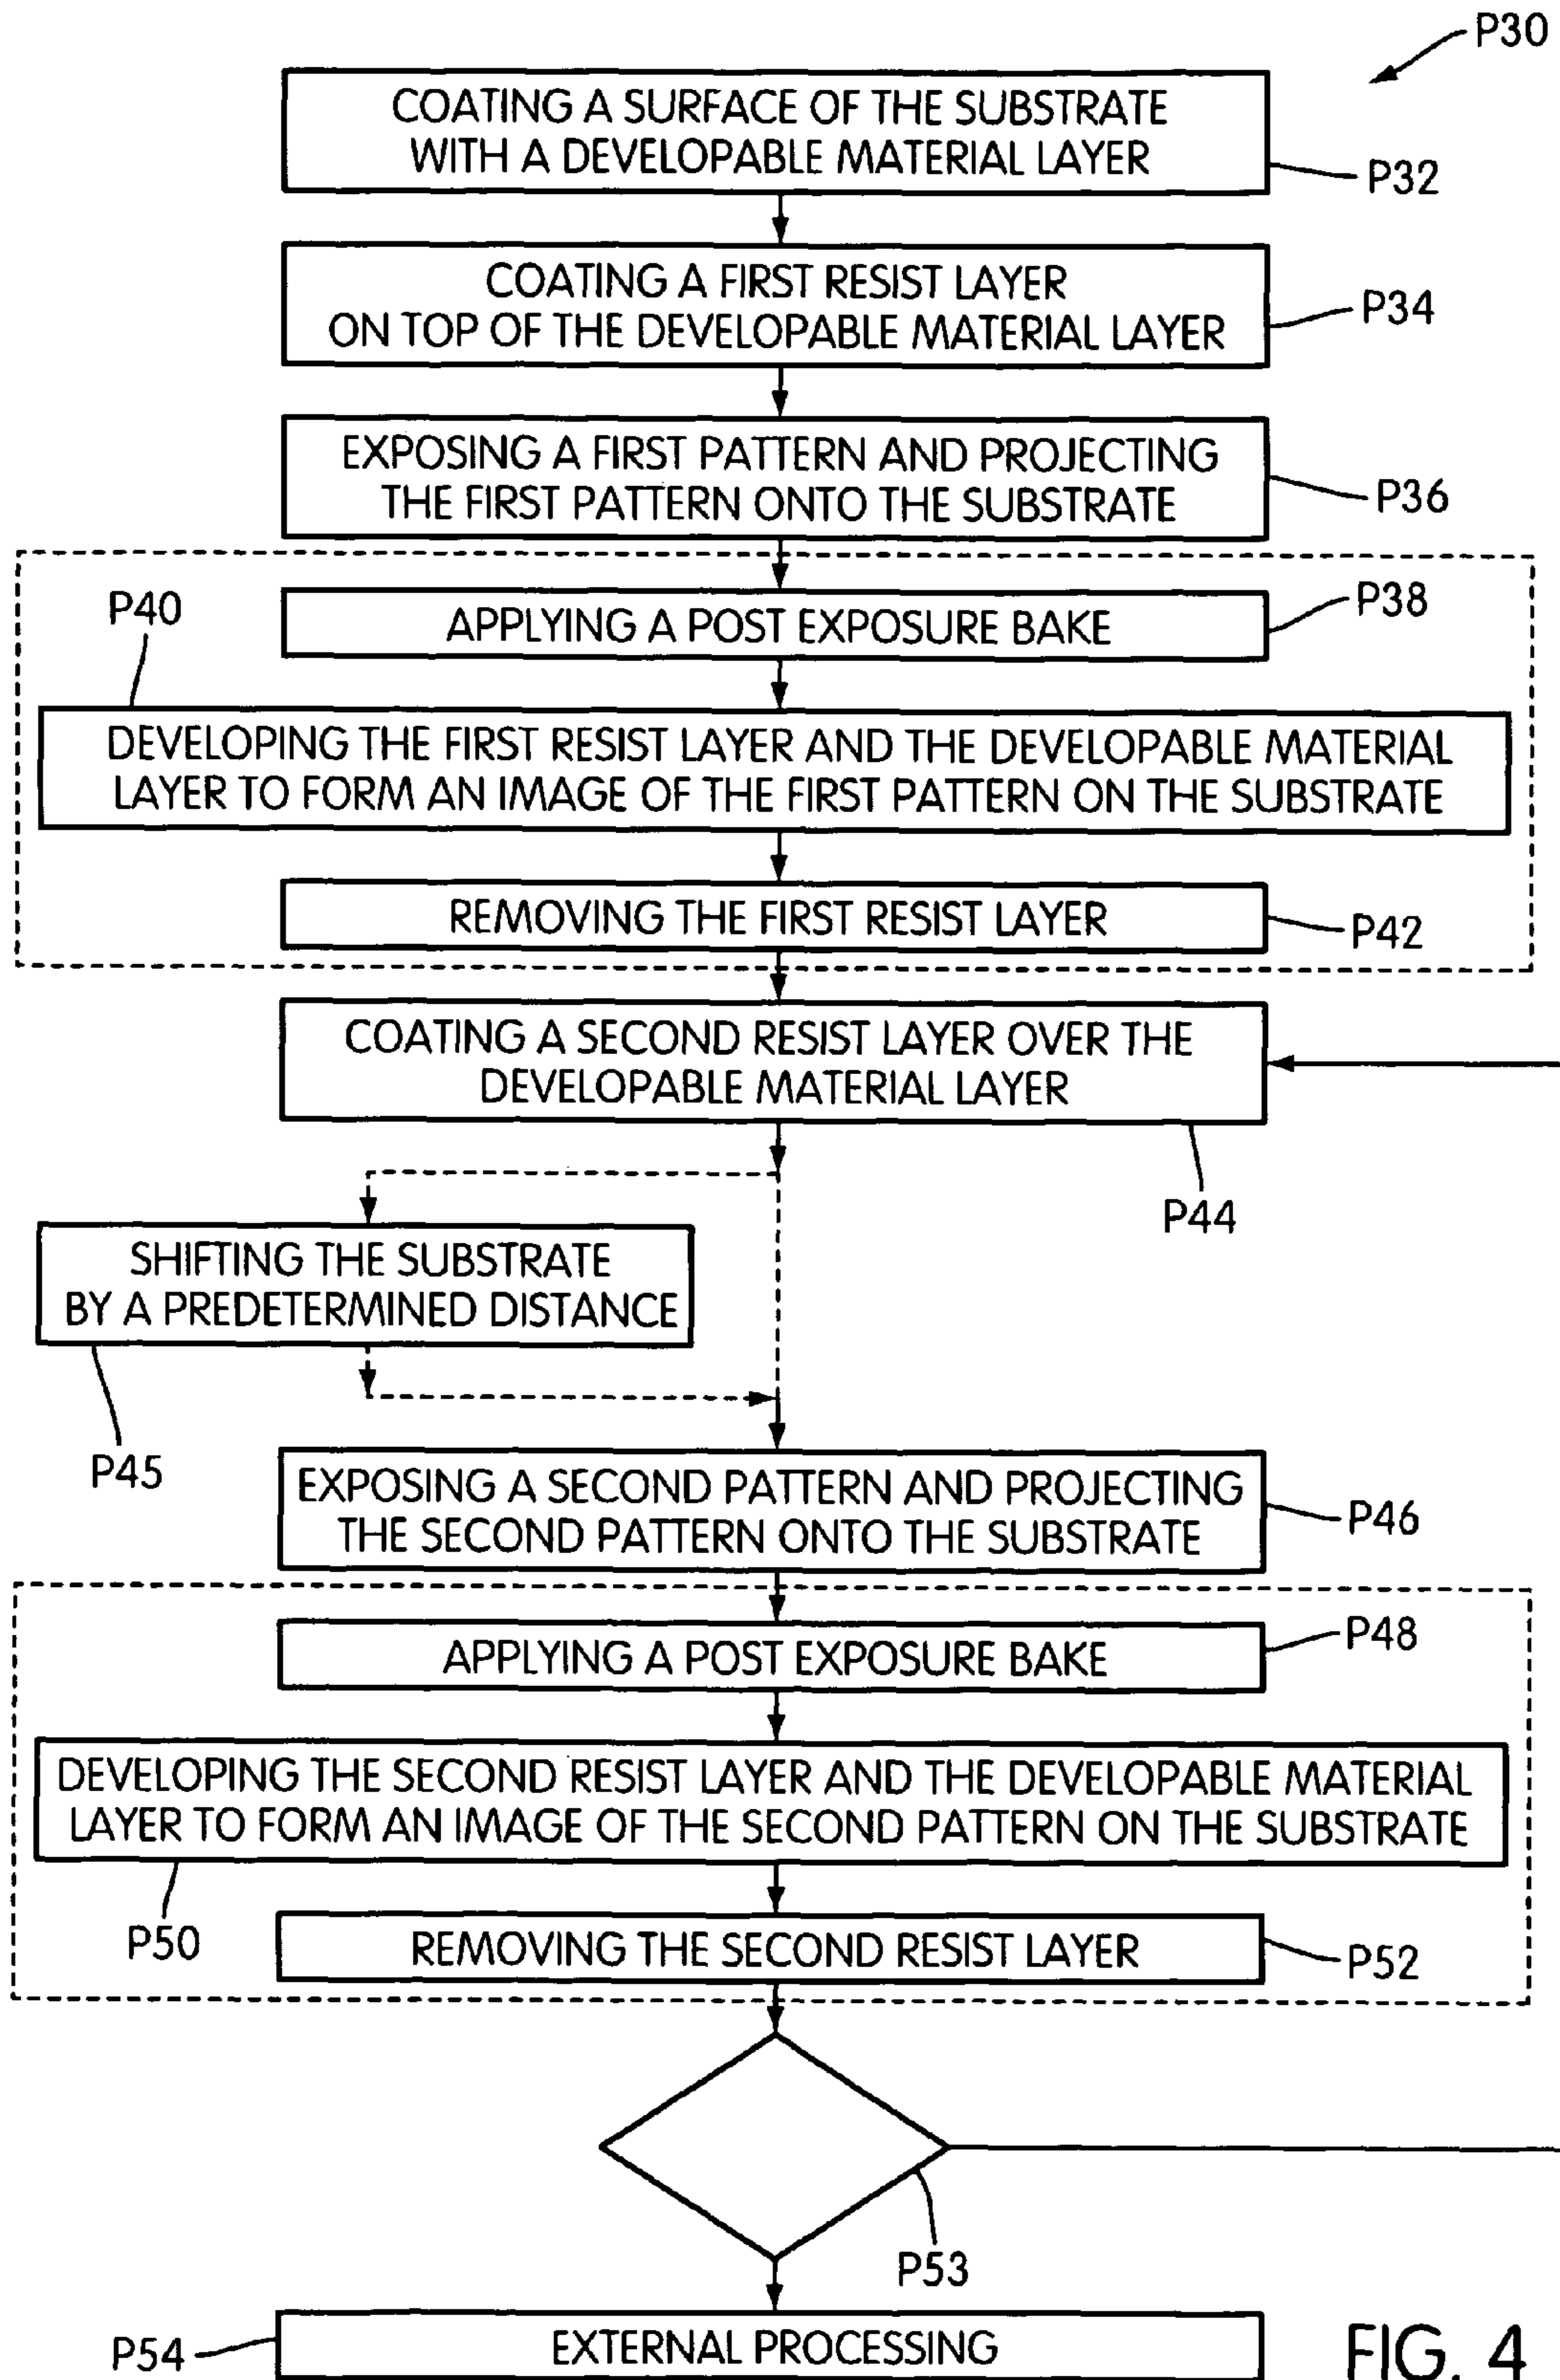 P30
COATING A SURFACE OF THE SUBSTRATE
WITH A DEVELOPABLE MATERIAL LAYER
P32
COATING A FIRST RESIST LAYER
ON TOP OF THE DEVELOPABLE MATERIAL LAYER
P34
EXPOSING A FIRST PATTERN AND PROJECTING
THE FIRST PATTERN ONTO THE SUBSTRATE
P36
APPLYING A POST EXPOSURE BAKE
P38
P40
DEVELOPING THE FIRST RESIST LAYER AND THE DEVELOPABLE MATERIAL
LAYER TO FORM AN IMAGE OF THE FIRST PATTERN ON THE SUBSTRATE
REMOVING THE FIRST RESIST LAYER
P42
COATING A SECOND RESIST LAYER OVER THE
DEVELOPABLE MATERIAL LAYER
P44
SHIFTING THE SUBSTRATE
BY A PREDETERMINED DISTANCE
P45
EXPOSING A SECOND PATTERN AND PROJECTING
THE SECOND PATTERN ONTO THE SUBSTRATE
P46
APPLYING A POST EXPOSURE BAKE
P48
DEVELOPING THE SECOND RESIST LAYER AND THE DEVELOPABLE MATERIAL
LAYER TO FORM AN IMAGE OF THE SECOND PATTERN ON THE SUBSTRATE
P50
REMOVING THE SECOND RESIST LAYER
P52
P53
EXTERNAL PROCESSING
P54
FIG. 4